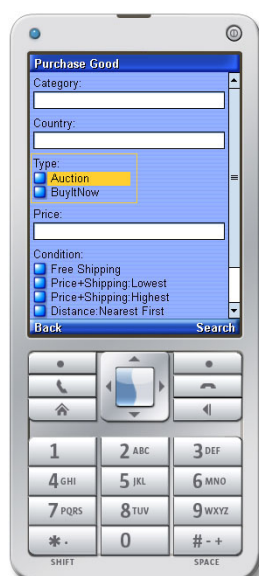 Purchase Good
Category:
Country:
Type:
Auction
BuyItNow
Price:
Condition:
Free Shipping
Price+Shipping:Lowest
Price+Shipping:Highest
Distance:Nearest First
Back Search
1 2 ABC 3 DEF
4 GHI 5 JKL 6 MNO
7 PQRS 8 TUV 9 WXYZ
* . 0 # - +
SHIFT SPACE